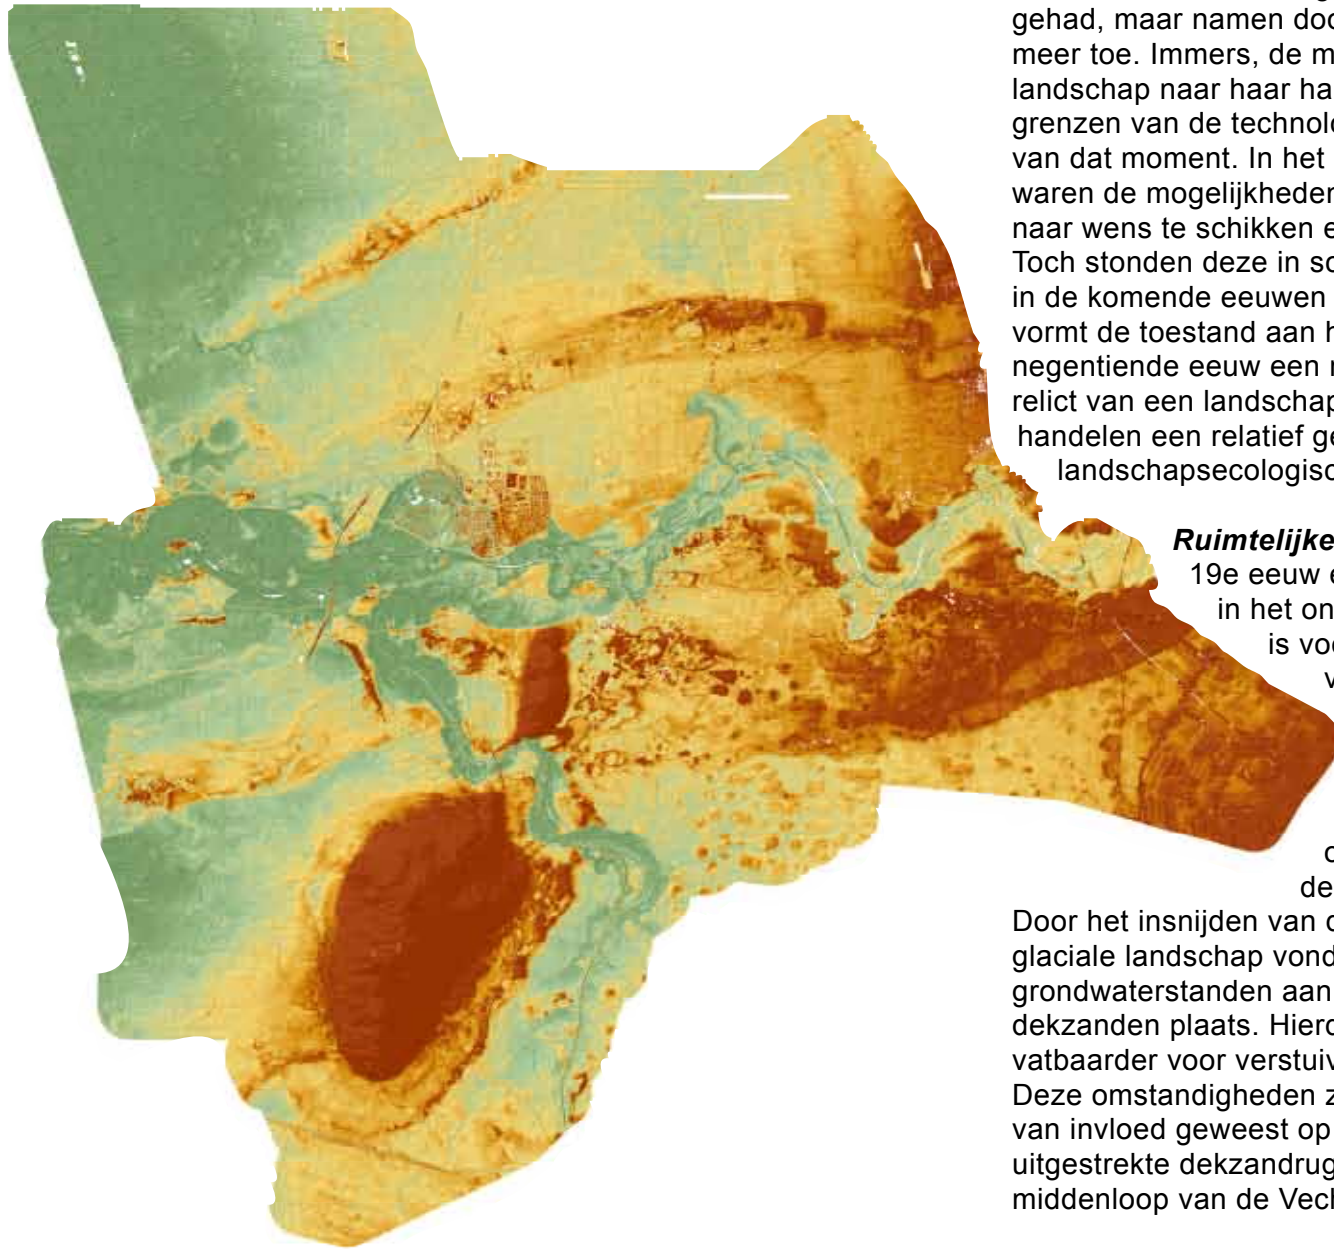 gehad, maar namen doo
meer toe. Immers, de m
landschap naar haar ha
grenzen van de technolo
van dat moment. In het
waren de mogelijkheden
naar wens te schikken e
Toch stonden deze in sc
in de komende eeuwen
vormt de toestand aan h
negentiende eeuw een
relict van een landschap
handelen een relatief ge
landschapsecologisc
Ruimtelijke
19e eeuw e
in het on
is voo
v
de
Door het insnijden van d
glaciale landschap vond
grondwaterstanden aan
dekzanden plaats. Hierd
vatbaarder voor verstuiv
Deze omstandigheden z
van invloed geweest op
uitgestrekte dekzandrug
middenloop van de Vech